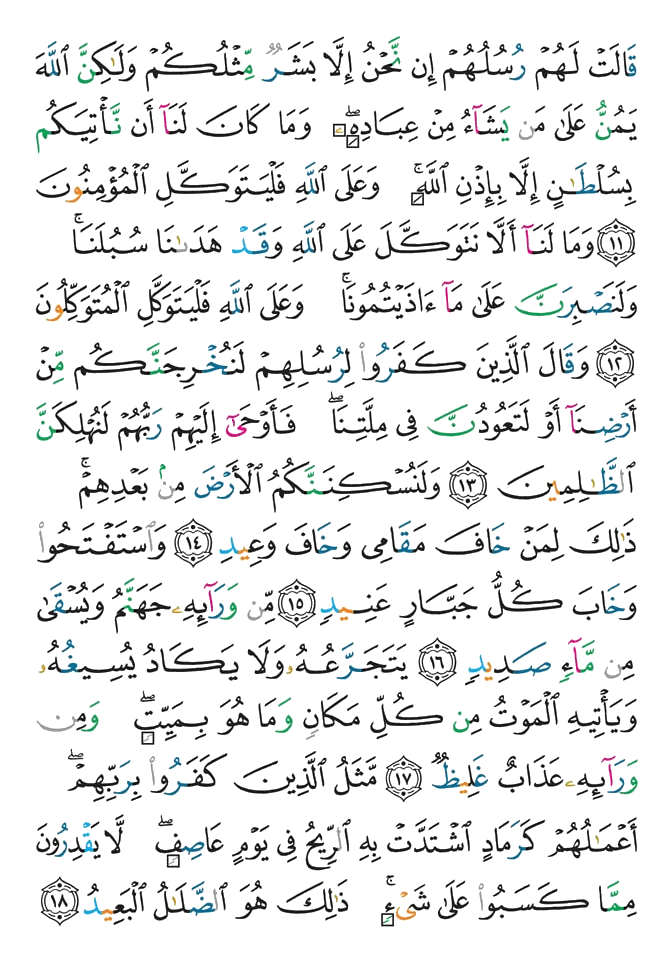 قَالَتْ لَهُمْ رُسُلُهُمْ إِن نَّحْنُ إِلَّا بَشَرٌ مِّثْلُكُمْ وَلَٰكِنَّ ٱللَّهَ
يَمُنُّ عَلَىٰ مَن يَشَآءُ مِنْ عِبَادِهِۦۖ وَمَا كَانَ لَنَآ أَن نَّأْتِيَكُم
بِسُلْطَٰنٍ إِلَّا بِإِذْنِ ٱللَّهِۚ وَعَلَى ٱللَّهِ فَلْيَتَوَكَّلِ ٱلْمُؤْمِنُونَ
١١ وَمَا لَنَآ أَلَّا نَتَوَكَّلَ عَلَى ٱللَّهِ وَقَدْ هَدَىٰنَا سُبُلَنَاۚ
وَلَنَصْبِرَنَّ عَلَىٰ مَآ ءَاذَيْتُمُونَاۚ وَعَلَى ٱللَّهِ فَلْيَتَوَكَّلِ ٱلْمُتَوَكِّلُونَ
١٢ وَقَالَ ٱلَّذِينَ كَفَرُوا۟ لِرُسُلِهِمْ لَنُخْرِجَنَّكُم مِّنْ
أَرْضِنَآ أَوْ لَتَعُودُنَّ فِى مِلَّتِنَاۖ فَأَوْحَىٰٓ إِلَيْهِمْ رَبُّهُمْ لَنُهْلِكَنَّ
ٱلظَّٰلِمِينَ ١٣ وَلَنُسْكِنَنَّكُمُ ٱلْأَرْضَ مِنۢ بَعْدِهِمْۚ
ذَٰلِكَ لِمَنْ خَافَ مَقَامِى وَخَافَ وَعِيدِ ١٤ وَٱسْتَفْتَحُوا۟
وَخَابَ كُلُّ جَبَّارٍ عَنِيدٍ ١٥ مِّن وَرَآئِهِۦ جَهَنَّمُ وَيُسْقَىٰ
مِن مَّآءٍ صَدِيدٍ ١٦ يَتَجَرَّعُهُۥ وَلَا يَكَادُ يُسِيغُهُۥ
وَيَأْتِيهِ ٱلْمَوْتُ مِن كُلِّ مَكَانٍ وَمَا هُوَ بِمَيِّتٍۖ وَمِن
وَرَآئِهِۦ عَذَابٌ غَلِيظٌ ١٧ مَّثَلُ ٱلَّذِينَ كَفَرُوا۟ بِرَبِّهِمْۖ
أَعْمَٰلُهُمْ كَرَمَادٍ ٱشْتَدَّتْ بِهِ ٱلرِّيحُ فِى يَوْمٍ عَاصِفٍۖ لَّا يَقْدِرُونَ
مِمَّا كَسَبُوا۟ عَلَىٰ شَىْءٍۚ ذَٰلِكَ هُوَ ٱلضَّلَٰلُ ٱلْبَعِيدُ ١٨